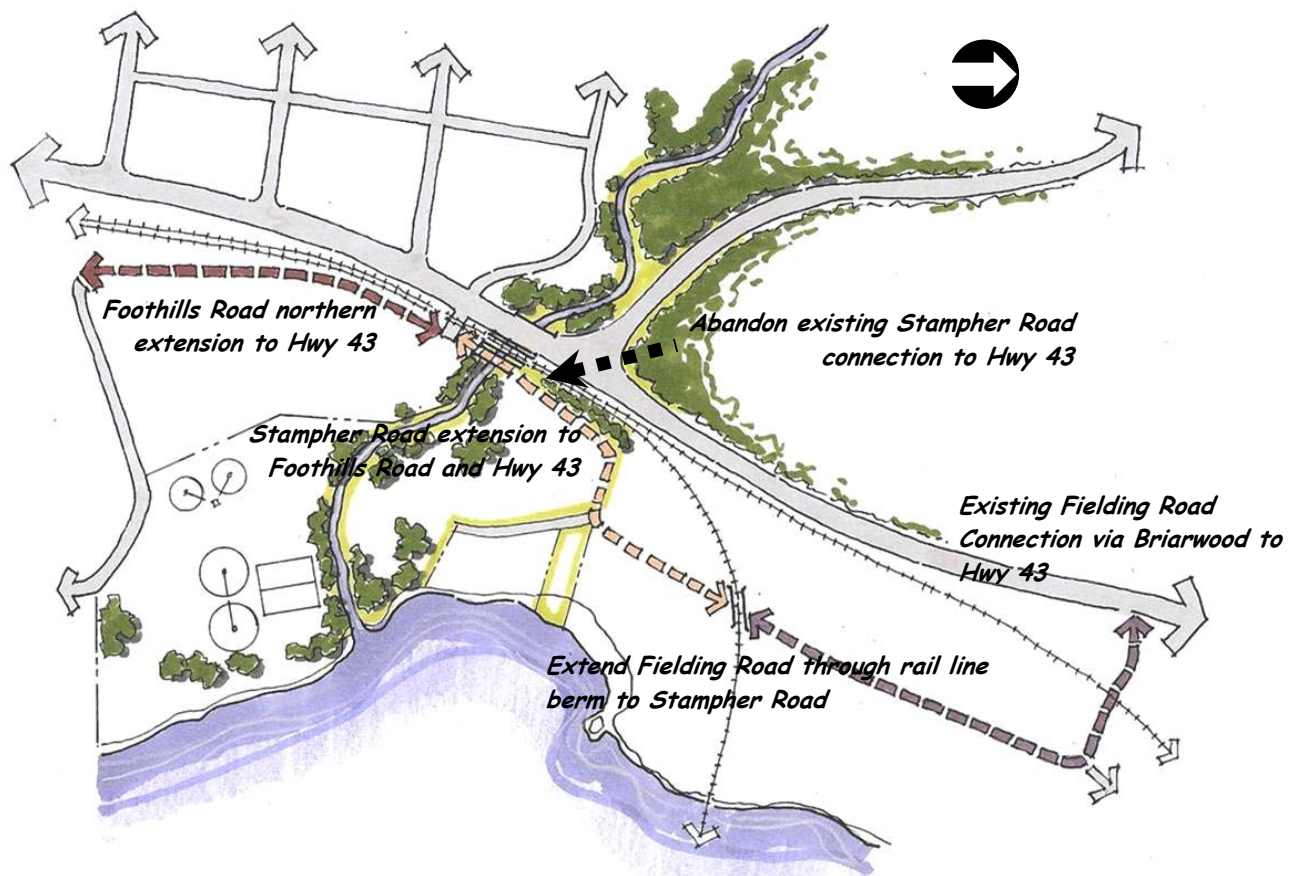 Foothills Road northern
extension to Hwy 43
Abandon existing Stampher Road
connection to Hwy 43
Stampher Road extension to
Foothills Road and Hwy 43
Existing Fielding Road
Connection via Briarwood to
Hwy 43
Extend Fielding Road through rail line
berm to Stampher Road